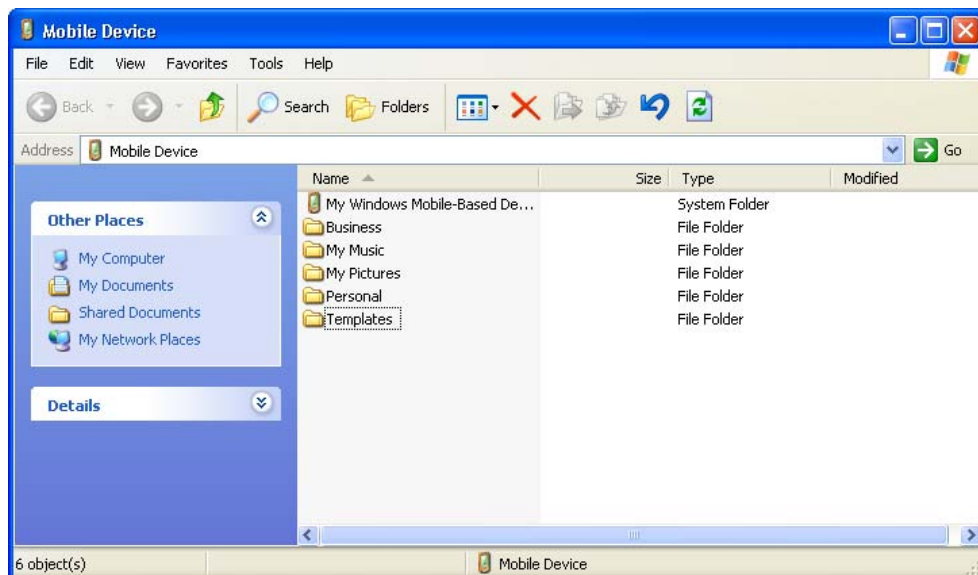 Mobile Device
File Edit View Favorites Tools Help
Back Search Folders
Address Mobile Device Go
Name Size Type Modified
Other Places
My Computer
My Documents
Shared Documents
My Network Places
Details
My Windows Mobile-Based De... System Folder
Business File Folder
My Music File Folder
My Pictures File Folder
Personal File Folder
Templates File Folder
6 object(s) Mobile Device